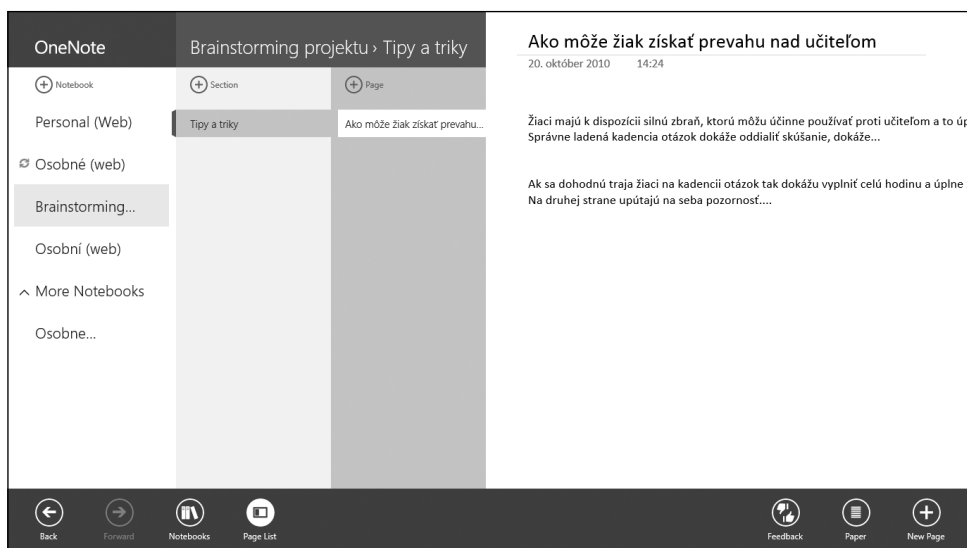 OneNote
Brainstorming projektu › Tipy a triky
Notebook
Section
Page
Personal (Web)
Osobné (web)
Brainstorming...
Osobní (web)
More Notebooks
Osobne...
Tipy a triky
Ako môže žiak získať prevahu...
Ako môže žiak získať prevahu nad učiteľom
20. október 2010 14:24
Žiaci majú k dispozícii silnú zbraň, ktorú môžu účinne používať proti učiteľom a to úp
Správne ladená kadencia otázok dokáže oddialiť skúšanie, dokáže...
Ak sa dohodnú traja žiaci na kadencii otázok tak dokážu vyplniť celú hodinu a úplne
Na druhej strane upútajú na seba pozornosť....
Back
Forward
Notebooks
Page List
Feedback
Paper
New Page